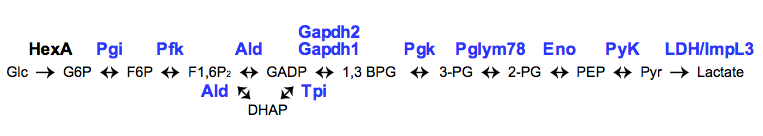 Gapdh2
HexA Pgi Pfk Ald Gapdh1 Pgk Pglym78 Eno PyK LDH/ImpL3
Glc → G6P ↔ F6P ↔ F1,6P₂ ↔ GADP ↔ 1,3 BPG ↔ 3-PG ↔ 2-PG ↔ PEP ↔ Pyr → Lactate
Ald Tpi
DHAP